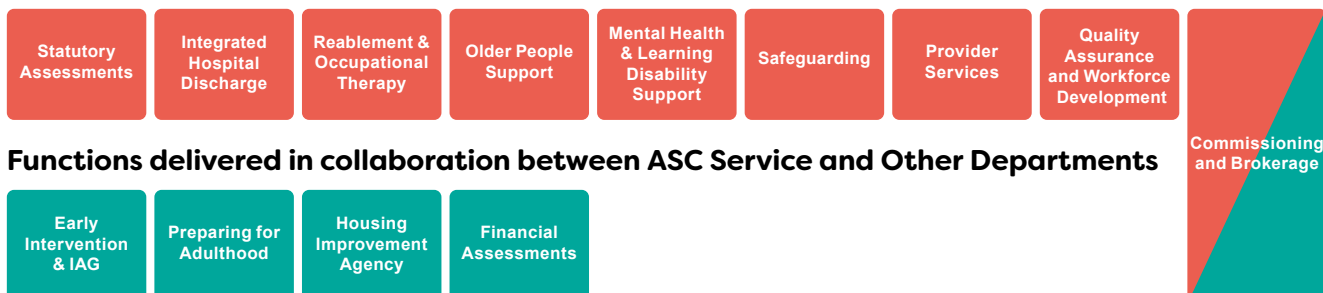 Statutory
Assessments
Integrated
Hospital
Discharge
Reablement &
Occupational
Therapy
Older People
Support
Mental Health
& Learning
Disability
Support
Safeguarding
Provider
Services
Quality
Assurance
and Workforce
Development
Commissioning
and Brokerage
Functions delivered in collaboration between ASC Service and Other Departments
Early
Intervention
& IAG
Preparing for
Adulthood
Housing
Improvement
Agency
Financial
Assessments